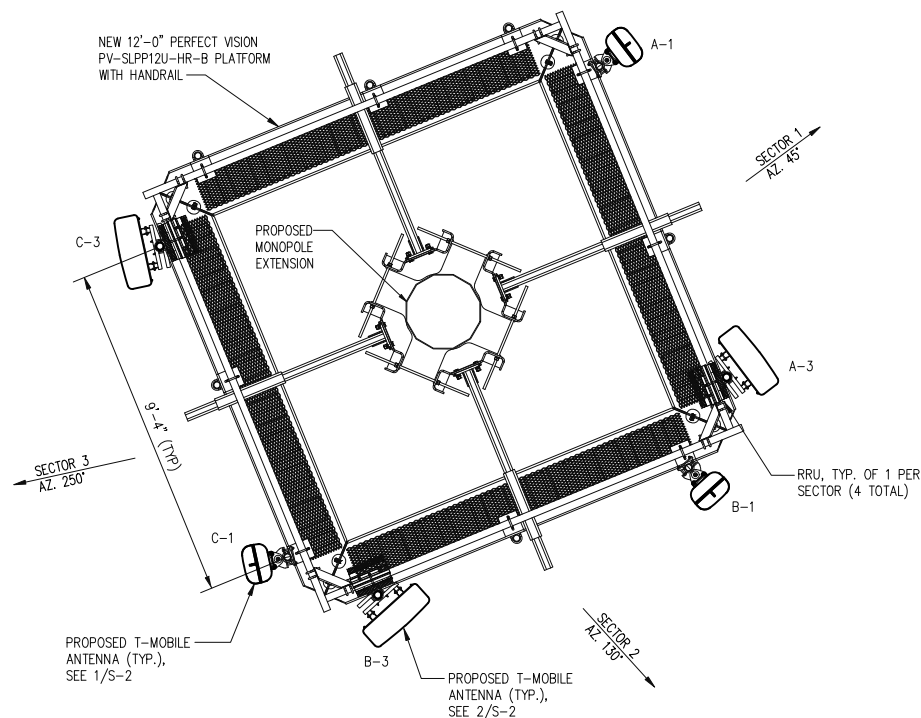 NEW 12'-0" PERFECT VISION
PV-SLPP12U-HR-B PLATFORM
WITH HANDRAIL
A-1
SECTOR 1
AZ. 45°
C-3
PROPOSED
MONOPOLE
EXTENSION
A-3
9'-4" (TYP)
SECTOR 3
AZ. 250°
RRU, TYP. OF 1 PER
SECTOR (4 TOTAL)
B-1
C-1
SECTOR 2
AZ. 130°
PROPOSED T-MOBILE
ANTENNA (TYP.),
SEE 1/S-2
B-3
PROPOSED T-MOBILE
ANTENNA (TYP.),
SEE 2/S-2